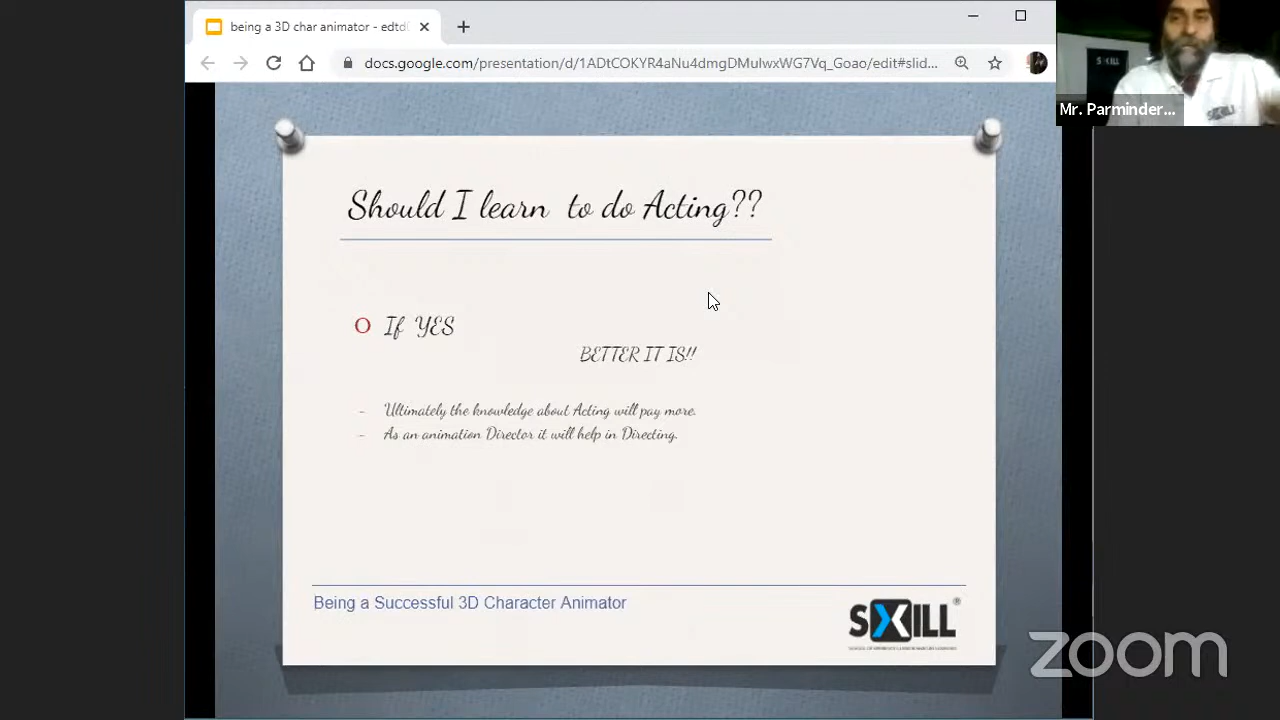 being a 3D char animator - edtd
docs.google.com/presentation/d/1ADtCOKYR4aNu4dmgDMulwxWG7Vq_Goao/edit#slid...
SXILL
Mr. Parminder...
Should I learn to do Acting??
O If YES
BETTER IT IS!!
- Ultimately the knowledge about Acting will pay more.
- As an animation Director it will help in Directing.
Being a Successful 3D Character Animator
SXILL®
zoom